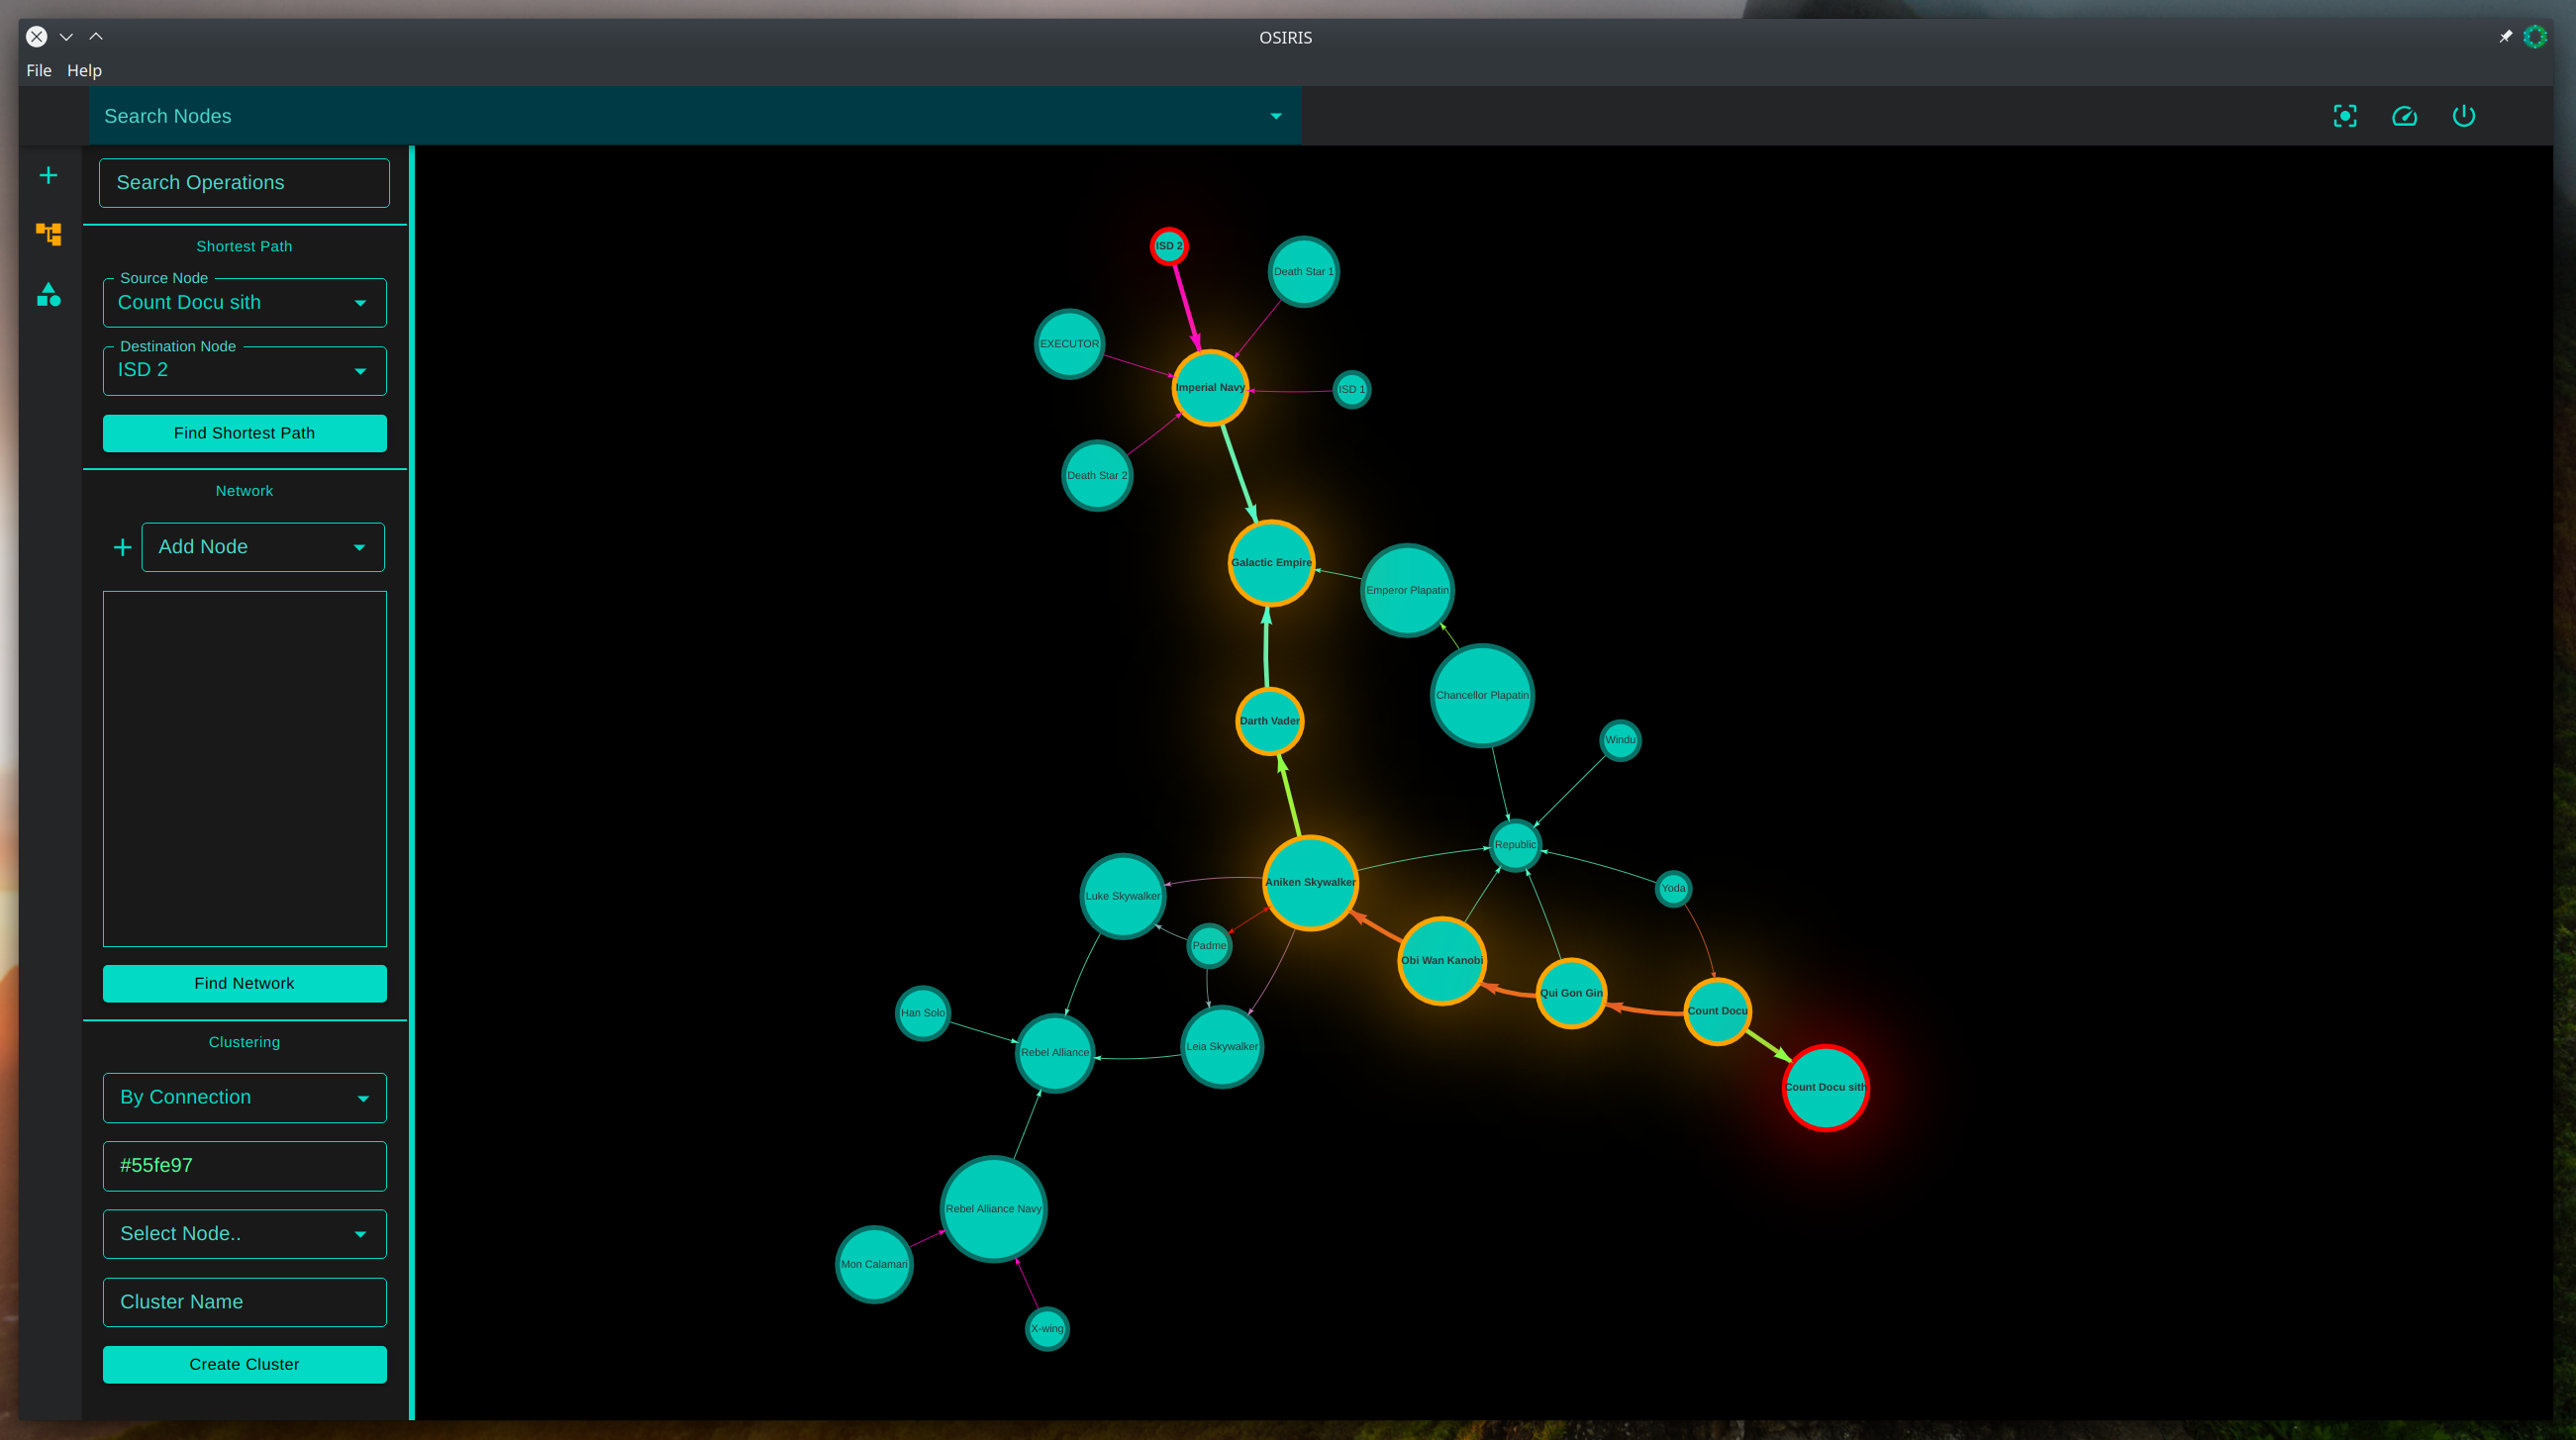 OSIRIS
File Help
Search Nodes
Search Operations
Shortest Path
Source Node
Count Docu sith
Destination Node
ISD 2
Find Shortest Path
Network
Add Node
Find Network
Clustering
By Connection
#55fe97
Select Node..
Cluster Name
Create Cluster
ISD 2
Death Star 1
EXECUTOR
Imperial Navy
ISD 1
Death Star 2
Galactic Empire
Emperor Plapatin
Chancellor Plapatin
Darth Vader
Windu
Republic
Aniken Skywalker
Yoda
Luke Skywalker
Padme
Obi Wan Kanobi
Qui Gon Gin
Count Docu
Han Solo
Rebel Alliance
Leia Skywalker
Count Docu sith
Rebel Alliance Navy
Mon Calamari
X-wing